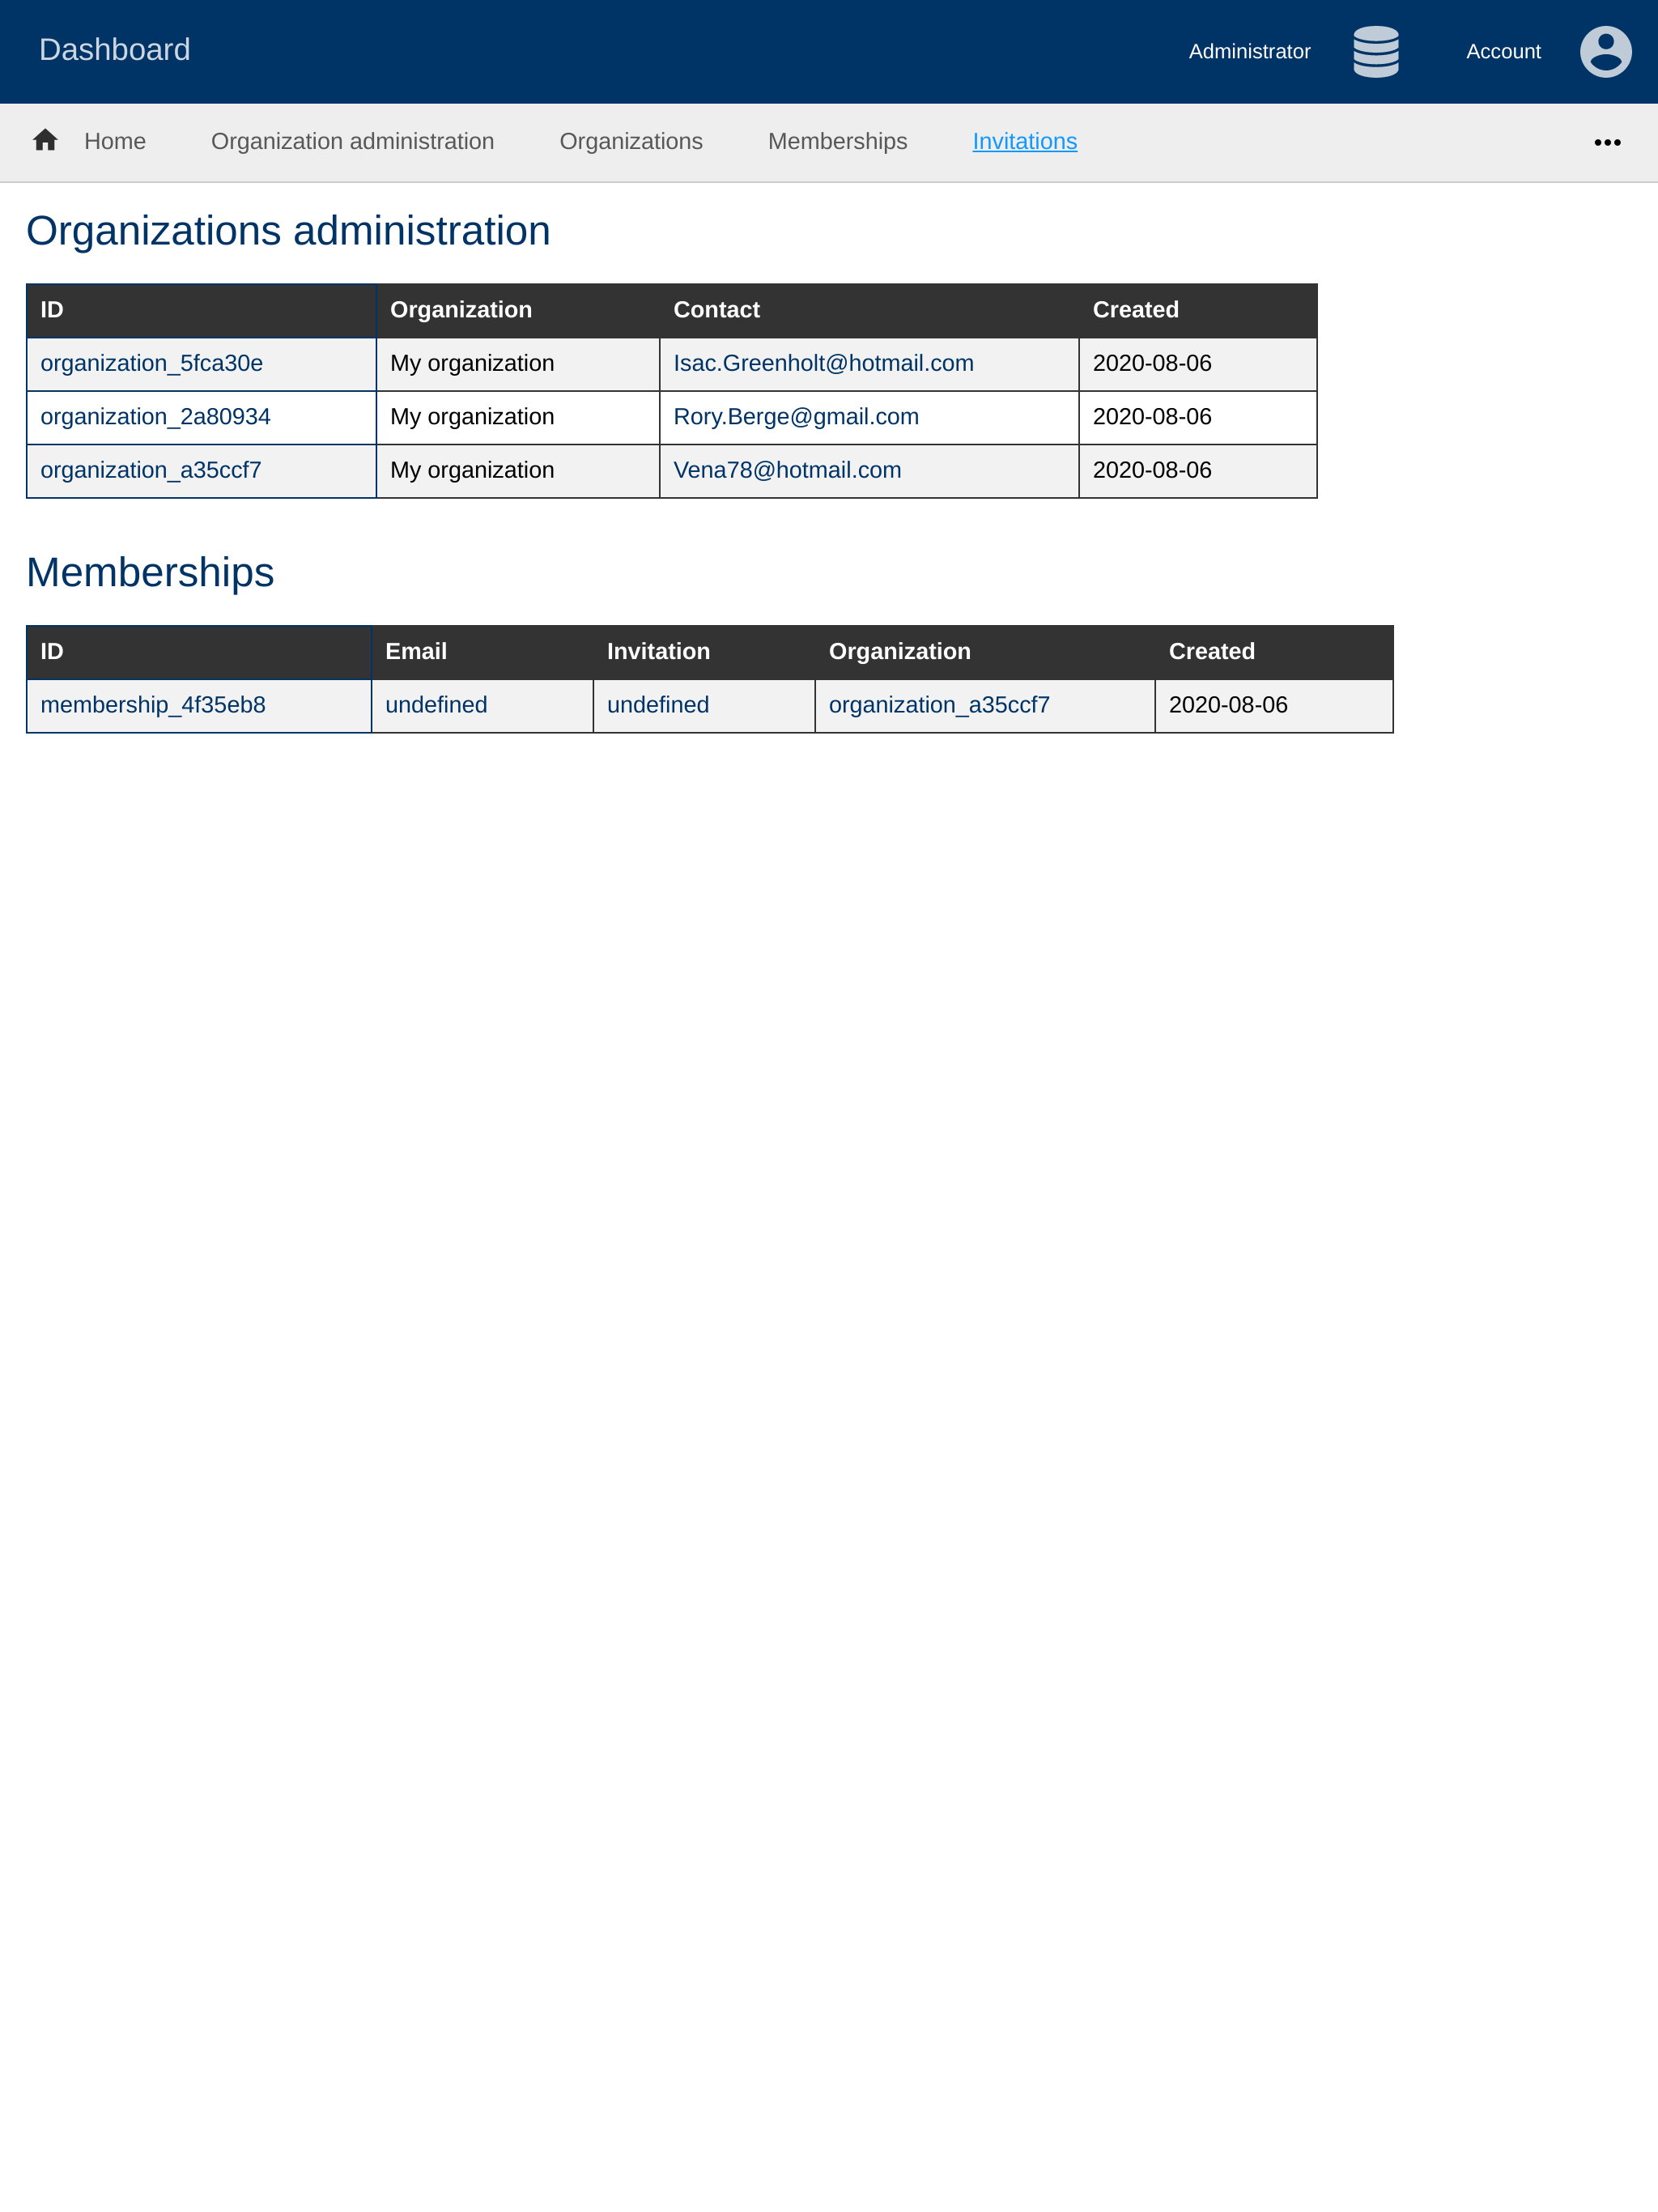 Dashboard Administrator Account
Home Organization administration Organizations Memberships Invitations •••
Organizations administration
ID Organization Contact Created
organization_5fca30e My organization Isac.Greenholt@hotmail.com 2020-08-06
organization_2a80934 My organization Rory.Berge@gmail.com 2020-08-06
organization_a35ccf7 My organization Vena78@hotmail.com 2020-08-06
Memberships
ID Email Invitation Organization Created
membership_4f35eb8 undefined undefined organization_a35ccf7 2020-08-06